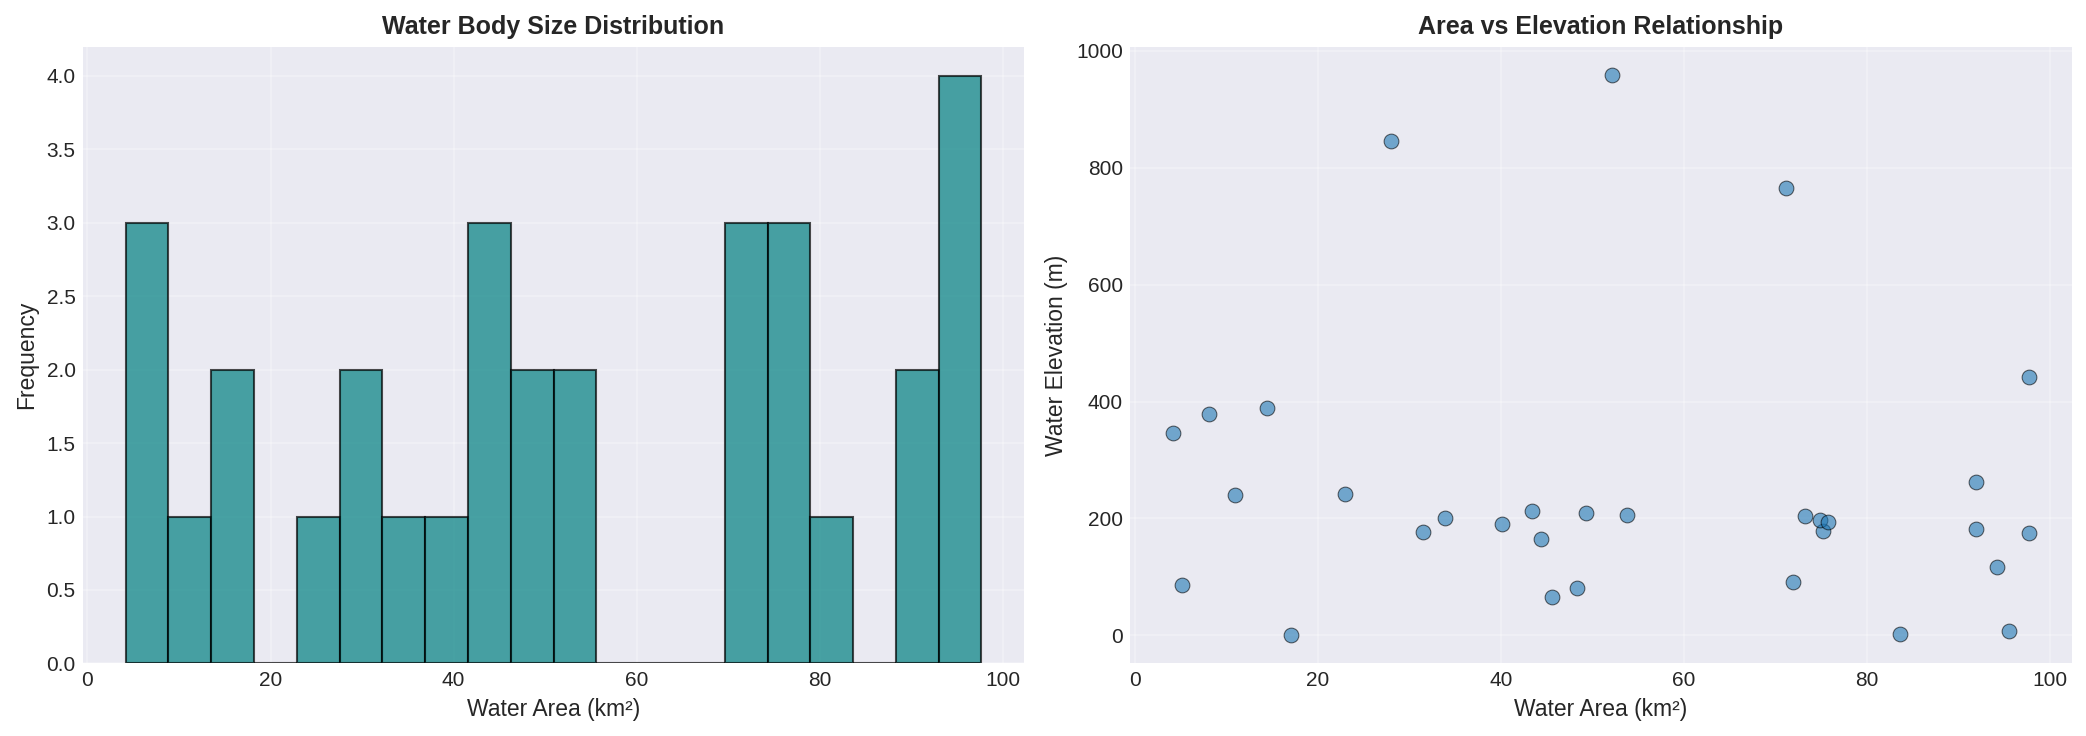 Water Body Size Distribution
4.0
3.5
3.0
2.5
2.0
1.5
1.0
0.5
0.0
Frequency
0 20 40 60 80 100
Water Area (km²)
Area vs Elevation Relationship
1000
800
600
400
200
0
Water Elevation (m)
0 20 40 60 80 100
Water Area (km²)